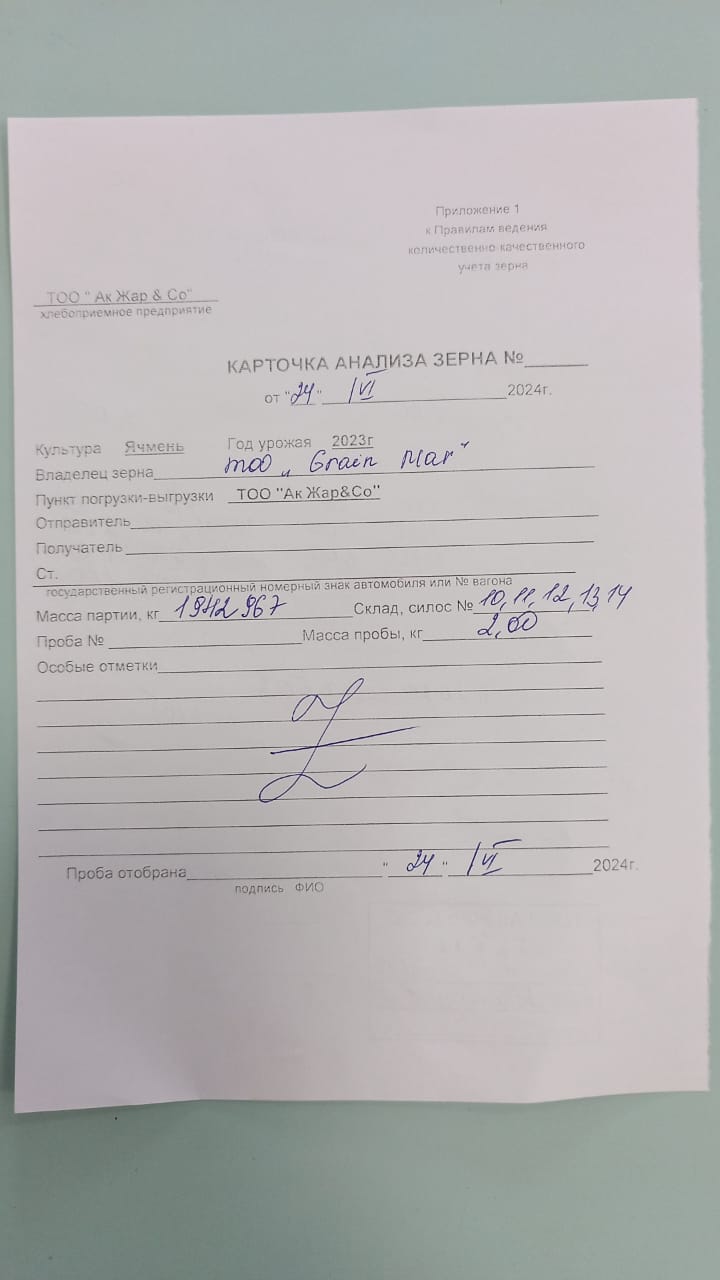 Приложение 1
к Правилам ведения
количественно-качественного
учета зерна
ТОО " Ак Жар & Со"
хлебоприемное предприятие
КАРТОЧКА АНАЛИЗА ЗЕРНА №______
от "24" VI 2024г.
Культура Ячмень Год урожая 2023г
Владелец зерна ТОО „ Grain Mar"
Пункт погрузки-выгрузки ТОО "Ак Жар&Со"
Отправитель
Получатель
Ст.
государственный регистрационный номерный знак автомобиля или № вагона
Масса партии, кг 1942 967 Склад, силос № 10, 11, 12, 13, 14
Проба № Масса пробы, кг 2,00
Особые отметки
Z
Проба отобрана " 24 " VI 2024г.
подпись ФИО